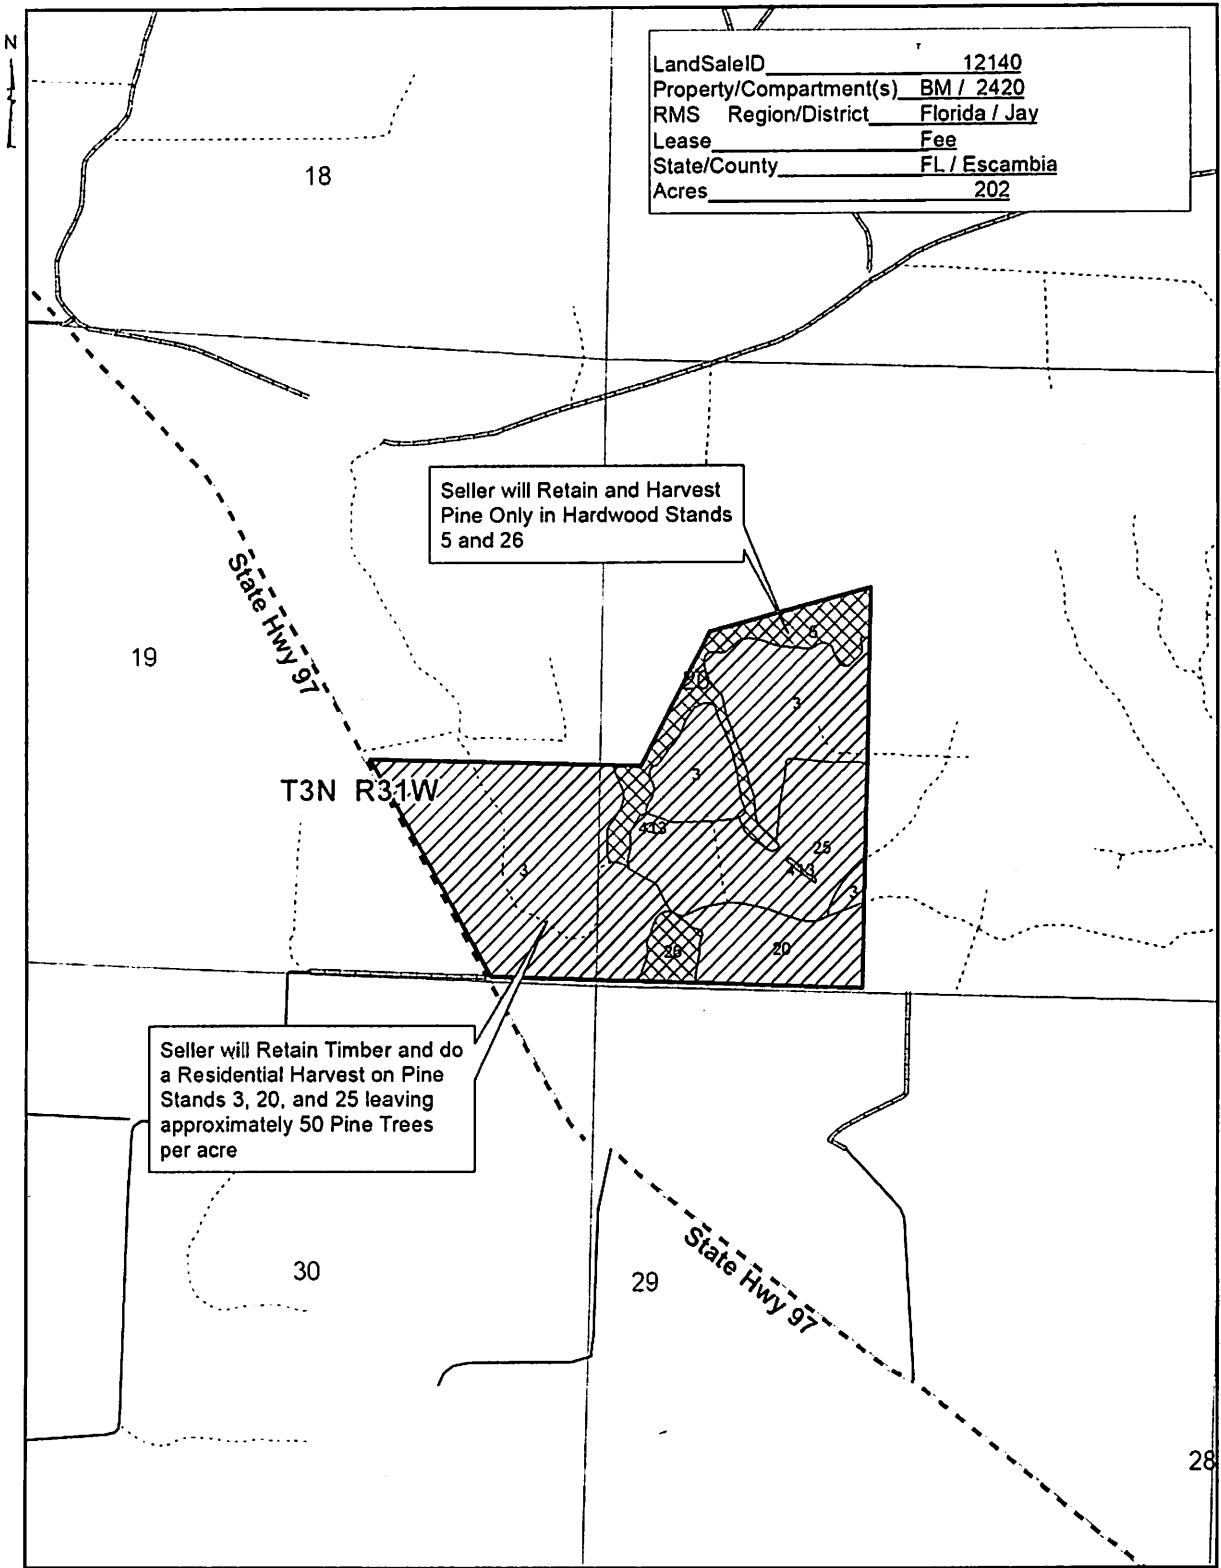 N
LandSaleID 12140
Property/Compartment(s) BM / 2420
RMS Region/District Florida / Jay
Lease Fee
State/County FL / Escambia
Acres 202
18
Seller will Retain and Harvest
Pine Only in Hardwood Stands
5 and 26
State Hwy 97
19
5
3
T3N R31W
3
25
3
3
26
20
Seller will Retain Timber and do
a Residential Harvest on Pine
Stands 3, 20, and 25 leaving
approximately 50 Pine Trees
per acre
30
29
State Hwy 97
28